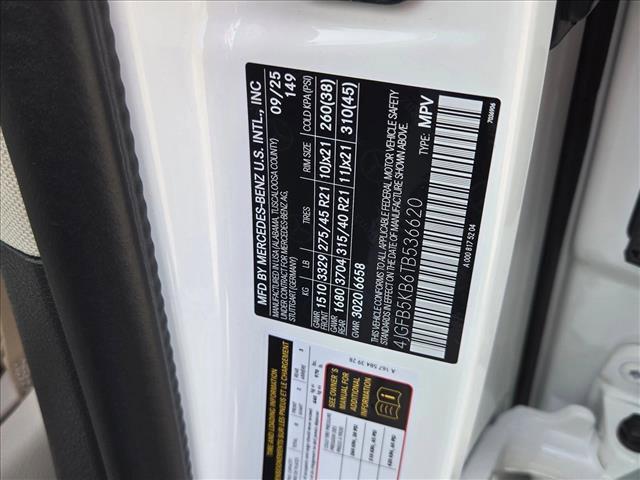 MFD BY MERCEDES-BENZ U.S. INTL., INC
MANUFACTURED IN USA (ALABAMA, TUSCALOOSA COUNTY)
UNDER CONTRACT FOR MERCEDES-BENZ AG,
STUTTGART (GERMANY)
09/25
149
KG LB TIRES RIM SIZE COLD KPA (PSI)
GAWR FRONT 1510 3329 275/45 R21 10Jx21 260(38)
GAWR REAR 1680 3704 315/40 R21 11Jx21 310(45)
GVWR 3020 6658
THIS VEHICLE CONFORMS TO ALL APPLICABLE FEDERAL MOTOR VEHICLE SAFETY
STANDARDS IN EFFECT ON THE DATE OF MANUFACTURE SHOWN ABOVE.
4JGFB5KB6TB536620
TYPE: MPV
A 000 817 52 04
A 167 584 39 28
TIRE AND LOADING INFORMATION
SEE OWNER'S
MANUAL FOR
ADDITIONAL
INFORMATION